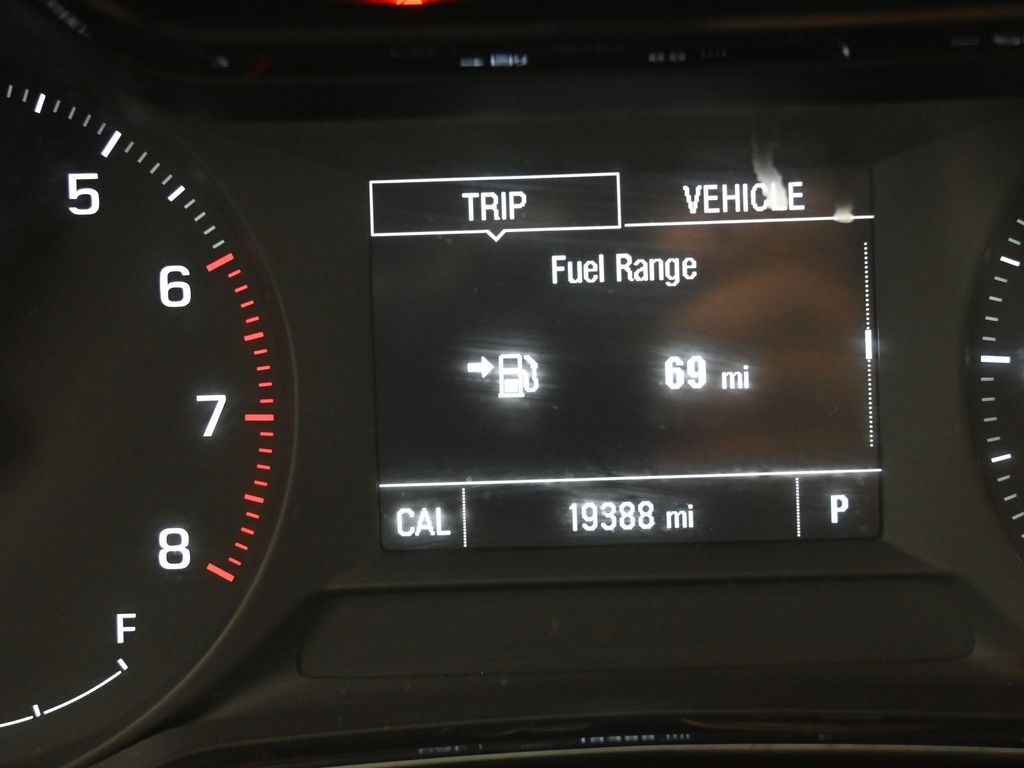 5
6
7
8
F
TRIP
VEHICLE
Fuel Range
69 mi
CAL
19388 mi
P